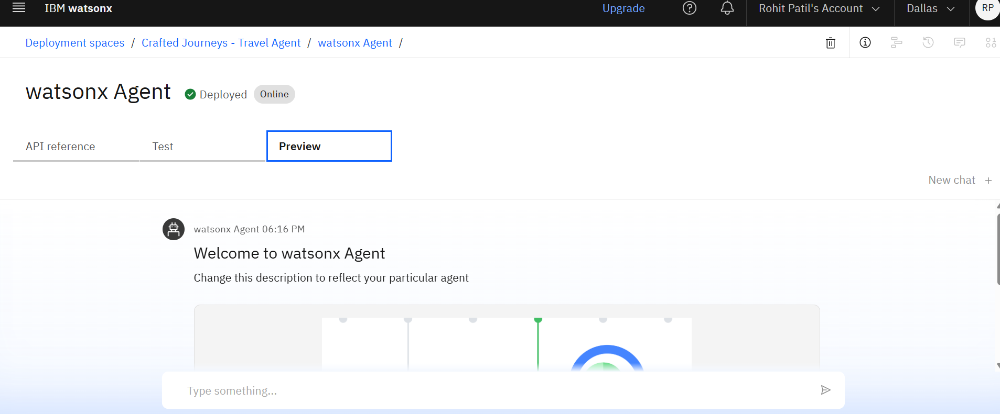 IBM watsonx Upgrade Rohit Patil's Account Dallas RP
Deployment spaces / Crafted Journeys - Travel Agent / watsonx Agent /
watsonx Agent Deployed Online
API reference Test Preview
New chat +
watsonx Agent 06:16 PM
Welcome to watsonx Agent
Change this description to reflect your particular agent
Type something...